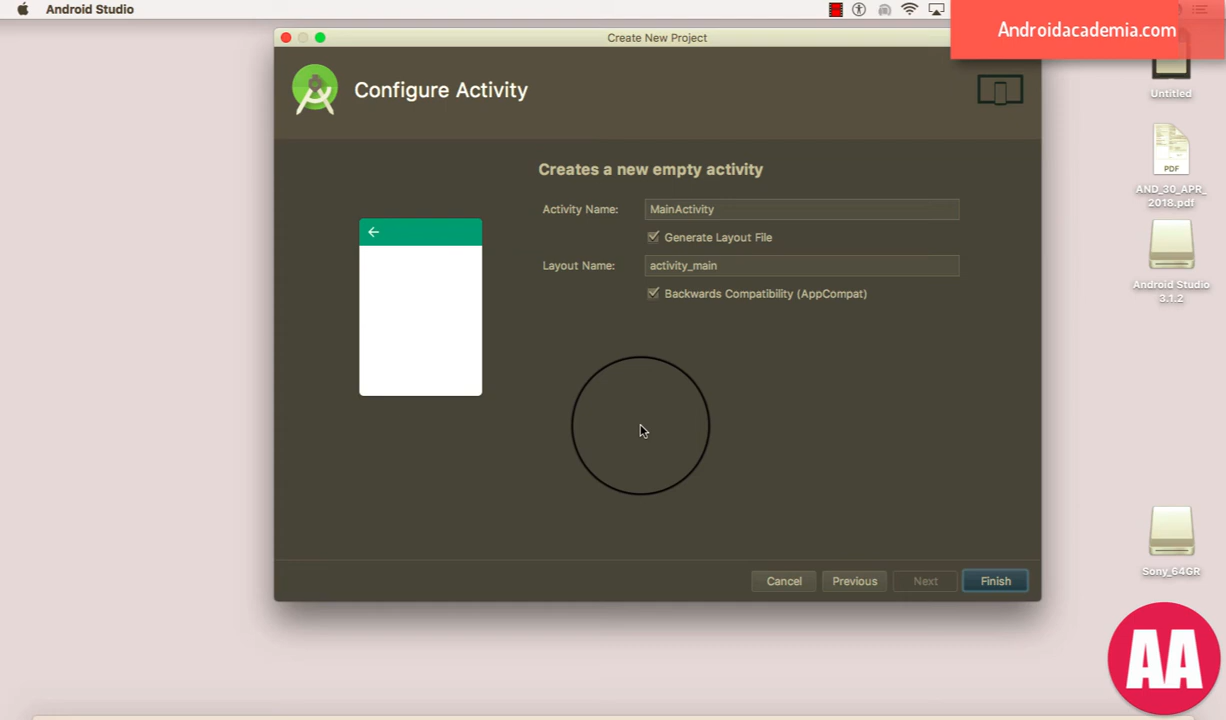 Android Studio
Androidacademia.com
Create New Project
Configure Activity
Untitled
Creates a new empty activity
PDF
AND_30_APR_
2018.pdf
Activity Name: MainActivity
Generate Layout File
Layout Name: activity_main
Backwards Compatibility (AppCompat)
Android Studio
3.1.2
Sony_64GR
Cancel Previous Next Finish
AA